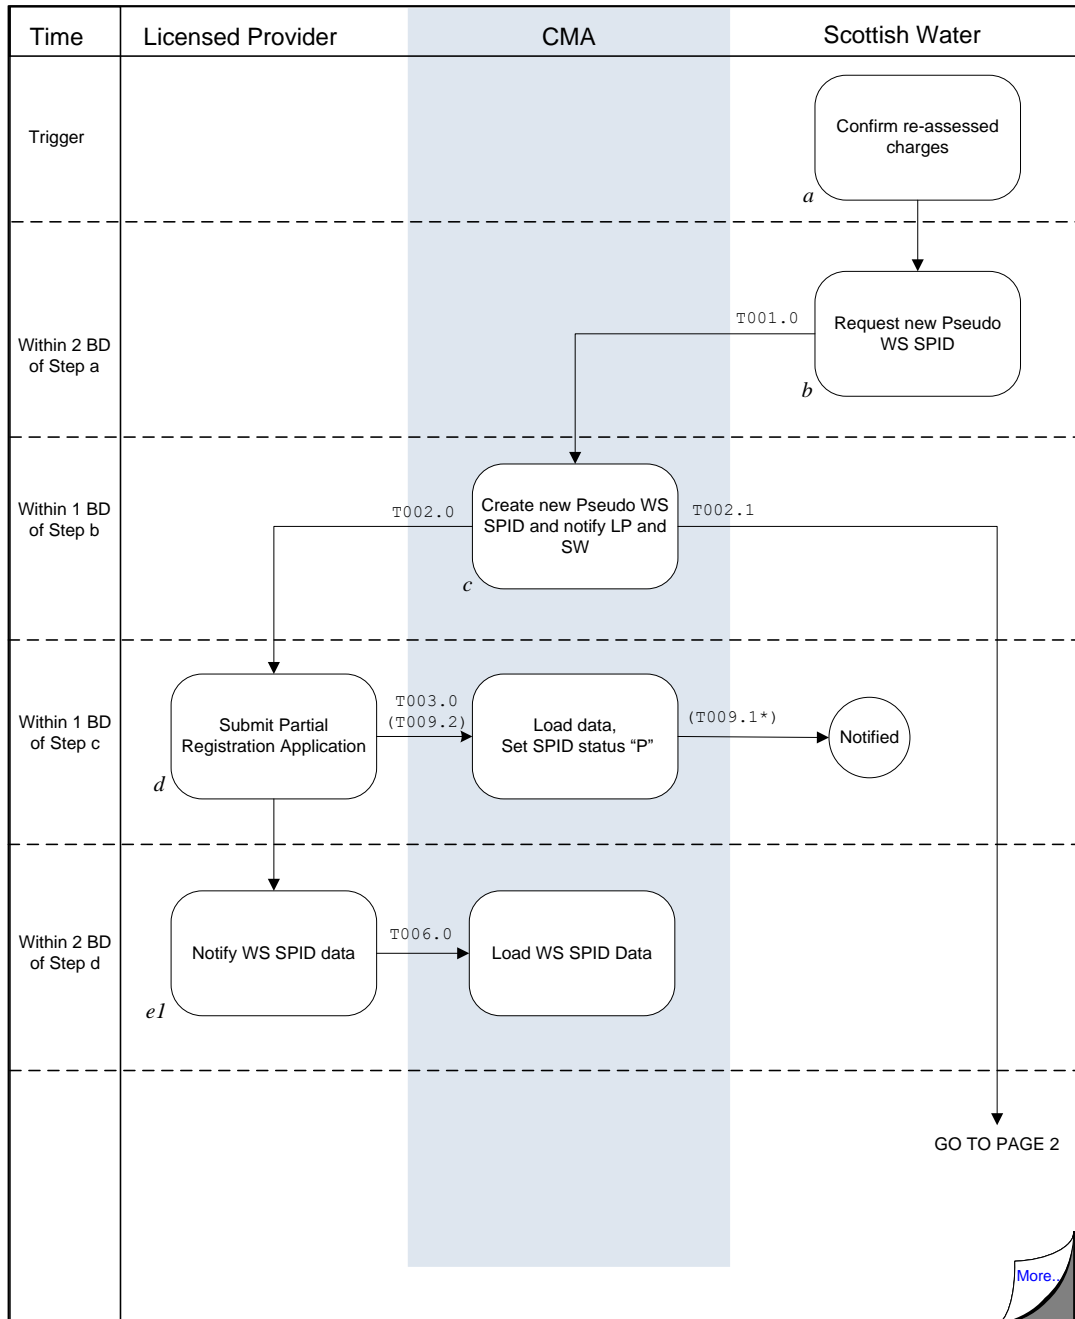 Time
Licensed Provider
CMA
Scottish Water
Trigger
Confirm re-assessed
charges
a
Within 2 BD
of Step a
T001.0
Request new Pseudo
WS SPID
b
Within 1 BD
of Step b
T002.0
Create new Pseudo WS
SPID and notify LP and
SW
T002.1
c
Within 1 BD
of Step c
Submit Partial
Registration Application
d
T003.0
(T009.2)
Load data,
Set SPID status “P”
(T009.1*)
Notified
Within 2 BD
of Step d
Notify WS SPID data
e1
T006.0
Load WS SPID Data
GO TO PAGE 2
More..